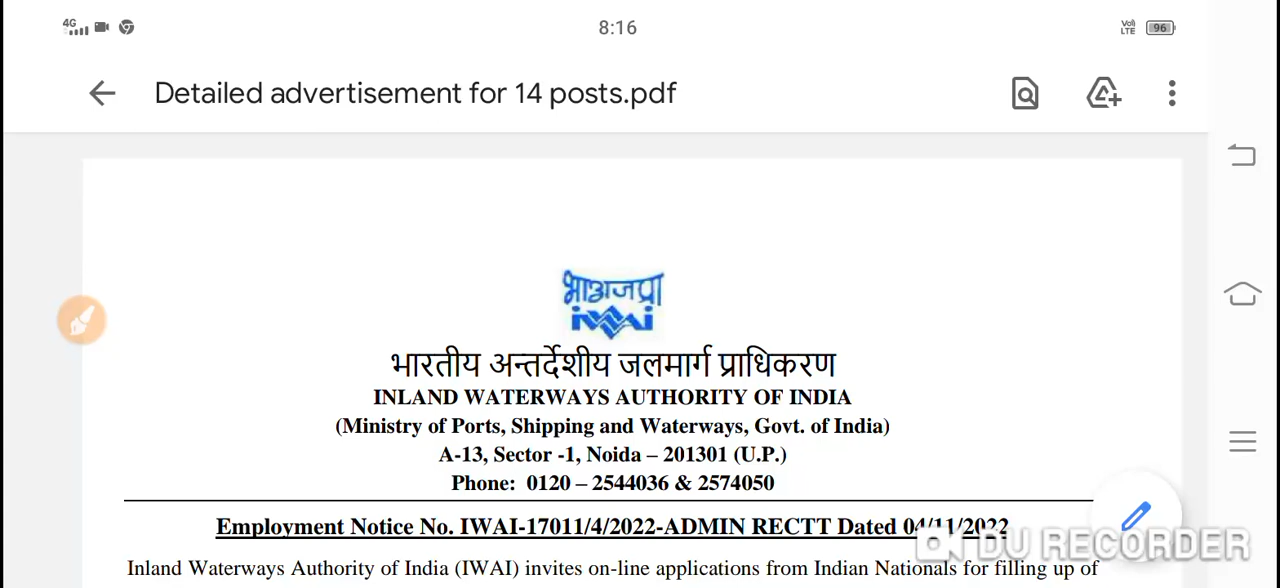 4G 8:16 Vo) LTE 96
Detailed advertisement for 14 posts.pdf
भाअजप्रा
iWAi
भारतीय अन्तर्देशीय जलमार्ग प्राधिकरण
INLAND WATERWAYS AUTHORITY OF INDIA
(Ministry of Ports, Shipping and Waterways, Govt. of India)
A-13, Sector -1, Noida – 201301 (U.P.)
Phone: 0120 – 2544036 & 2574050
Employment Notice No. IWAI-17011/4/2022-ADMIN RECTT Dated 04/11/2022
DU RECORDER
Inland Waterways Authority of India (IWAI) invites on-line applications from Indian Nationals for filling up of